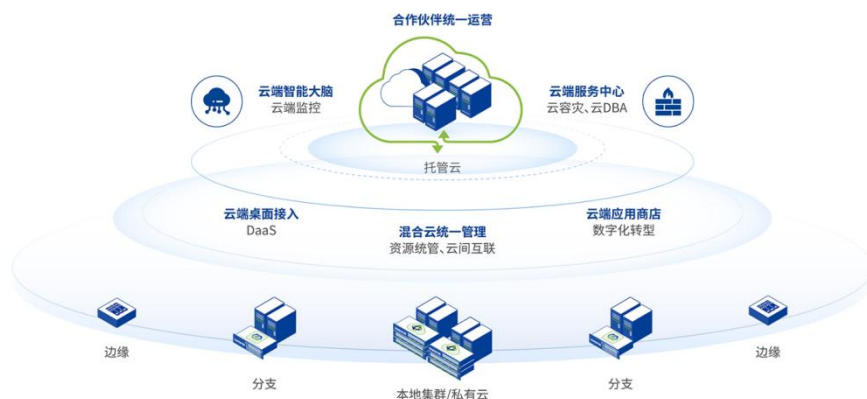 合作伙伴统一运营
云端智能大脑
云端监控
云端服务中心
云容灾、云DBA
托管云
云端桌面接入
DaaS
混合云统一管理
资源统管、云间互联
云端应用商店
数字化转型
边缘
分支
本地集群/私有云
分支
边缘